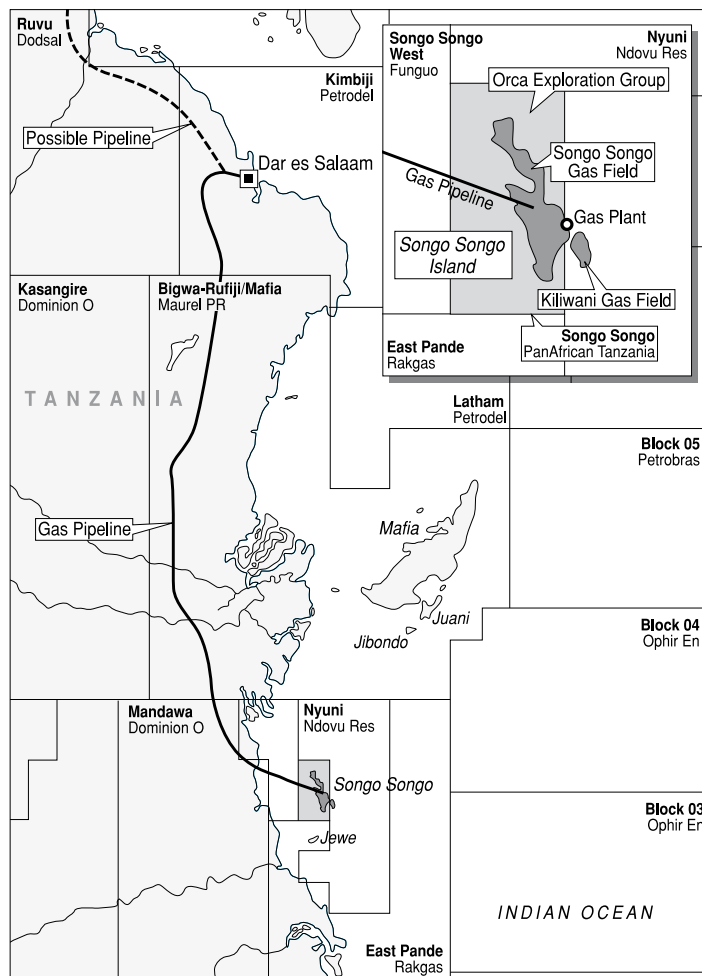 Ruvu
Dodsal
Kimbiji
Petrodel
Possible Pipeline
Dar es Salaam
Songo Songo
West
Funguo
Nyuni
Ndovu Res
Orca Exploration Group
Songo Songo
Gas Field
Gas Pipeline
Gas Plant
Songo Songo
Island
Kiliwani Gas Field
Songo Songo
PanAfrican Tanzania
East Pande
Rakgas
Kasangire
Dominion O
Bigwa-Rufiji/Mafia
Maurel PR
TANZANIA
Latham
Petrodel
Block 05
Petrobras
Gas Pipeline
Mafia
Juani
Jibondo
Block 04
Ophir En
Mandawa
Dominion O
Nyuni
Ndovu Res
Songo Songo
Jewe
Block 03
Ophir En
INDIAN OCEAN
East Pande
Rakgas